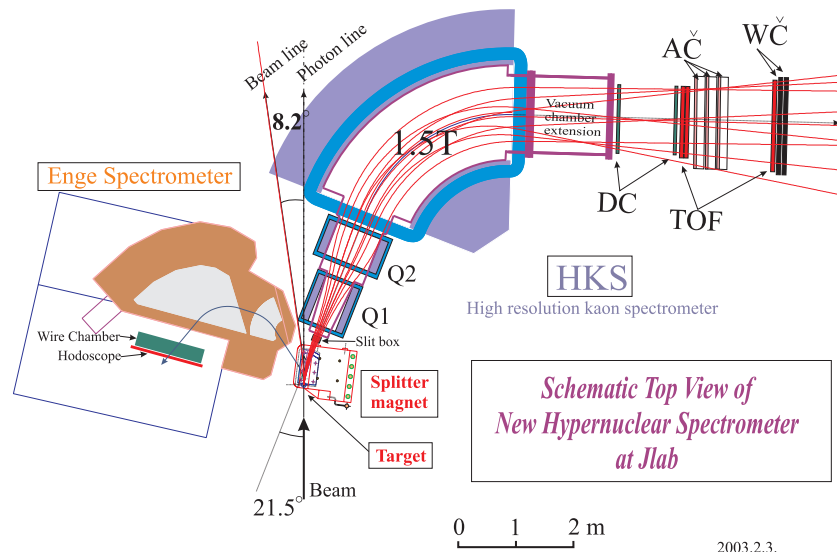 Beam line
Photon line
8.2°
1.5T
Vacuum
chamber
extension
AČ
WČ
DC
TOF
Enge Spectrometer
Q2
Q1
HKS
High resolution kaon spectrometer
Wire Chamber
Hodoscope
Slit box
Splitter
magnet
Target
Schematic Top View of
New Hypernuclear Spectrometer
at Jlab
21.5°
Beam
0 1 2 m
2003.2.3.